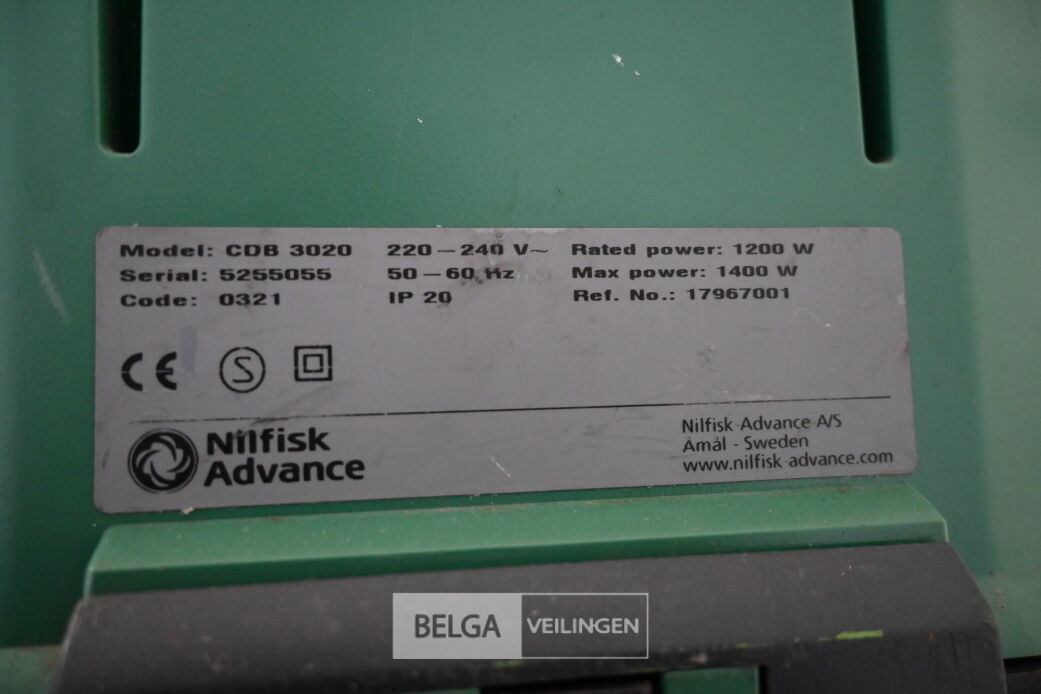 Model: CDB 3020 220-240 V~ Rated power: 1200 W
Serial: 5255055 50-60 Hz Max power: 1400 W
Code: 0321 IP 20 Ref. No.: 17967001
CE S
Nilfisk
Advance
Nilfisk-Advance A/S
Åmål - Sweden
www.nilfisk-advance.com
BELGA VEILINGEN